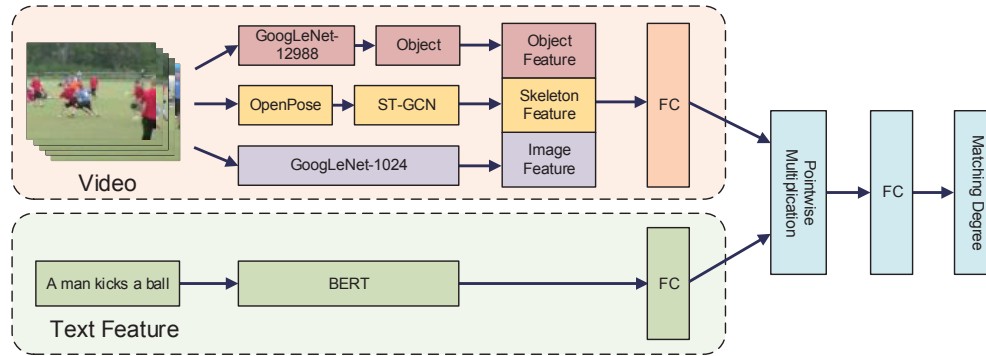 GoogLeNet-
12988
Object
Object
Feature
OpenPose
ST-GCN
Skeleton
Feature
GoogLeNet-1024
Image
Feature
FC
Video
A man kicks a ball
BERT
FC
Text Feature
Pointwise
Multiplication
FC
Matching Degree